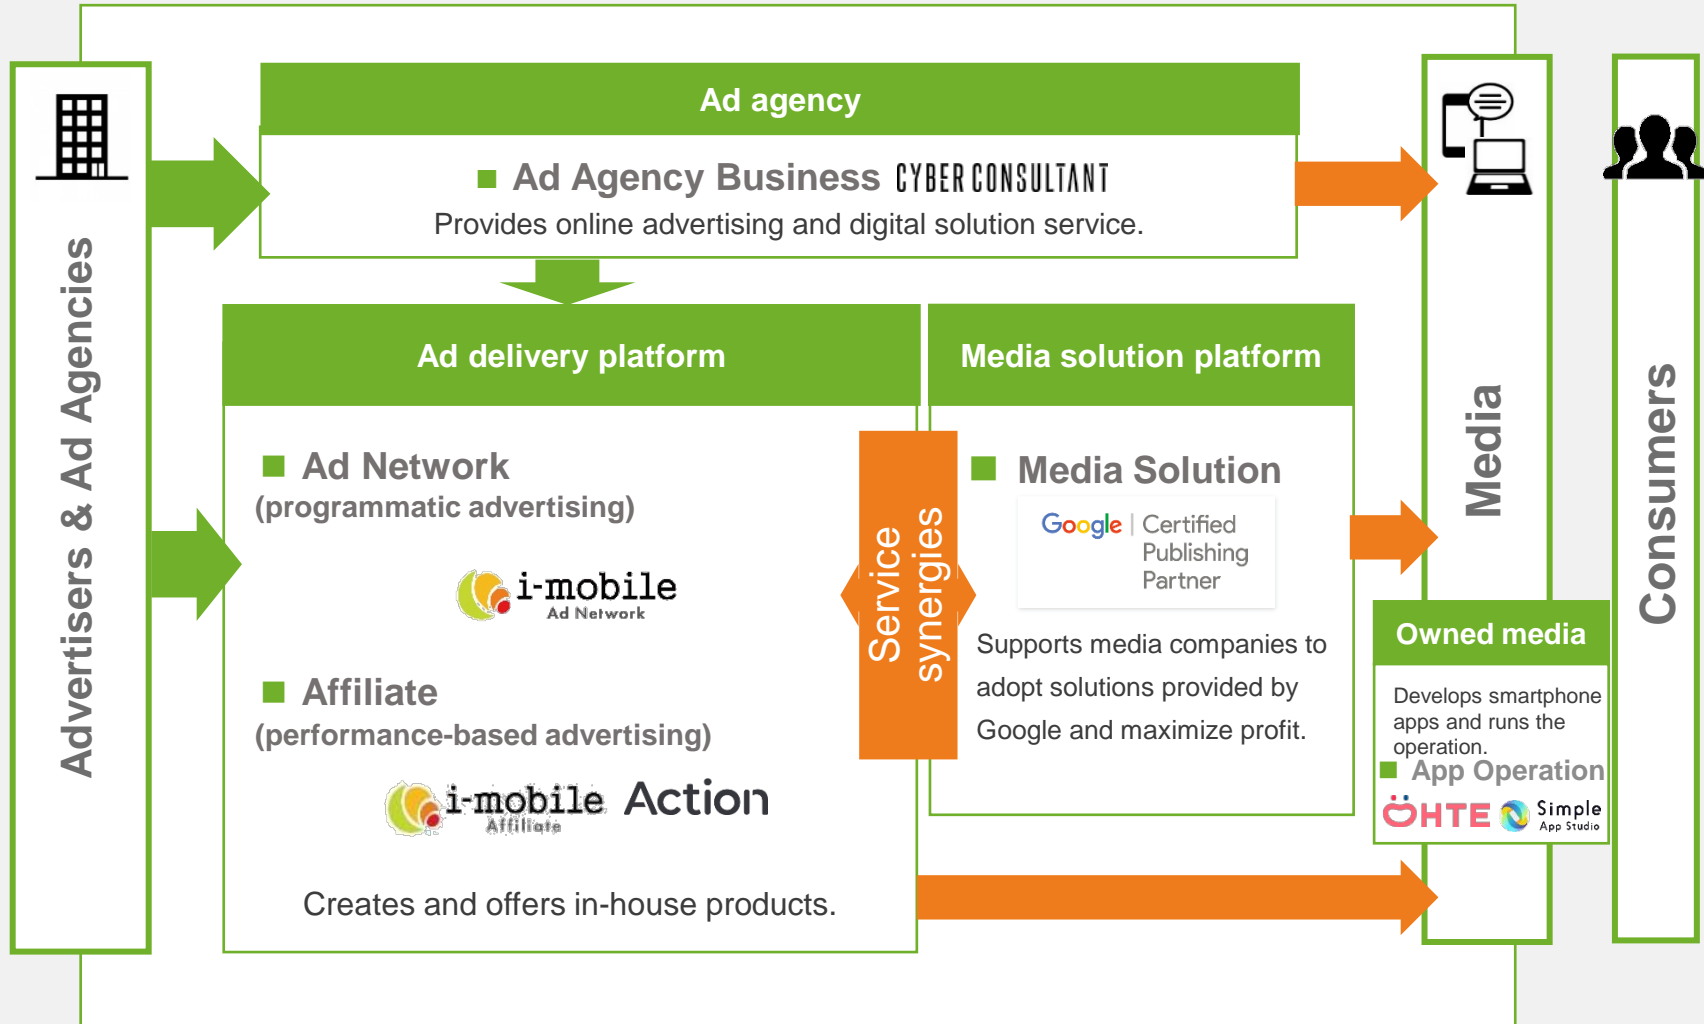 Advertisers & Ad Agencies
Ad agency
■ Ad Agency Business CYBER CONSULTANT
Provides online advertising and digital solution service.
Ad delivery platform
■ Ad Network
(programmatic advertising)
i-mobile
Ad Network
■ Affiliate
(performance-based advertising)
i-mobile Action
Affiliate
Creates and offers in-house products.
Service
synergies
Media solution platform
■ Media Solution
Google | Certified
Publishing
Partner
Supports media companies to
adopt solutions provided by
Google and maximize profit.
Media
Owned media
Develops smartphone
apps and runs the
operation.
■ App Operation
OHTE Simple
App Studio
Consumers